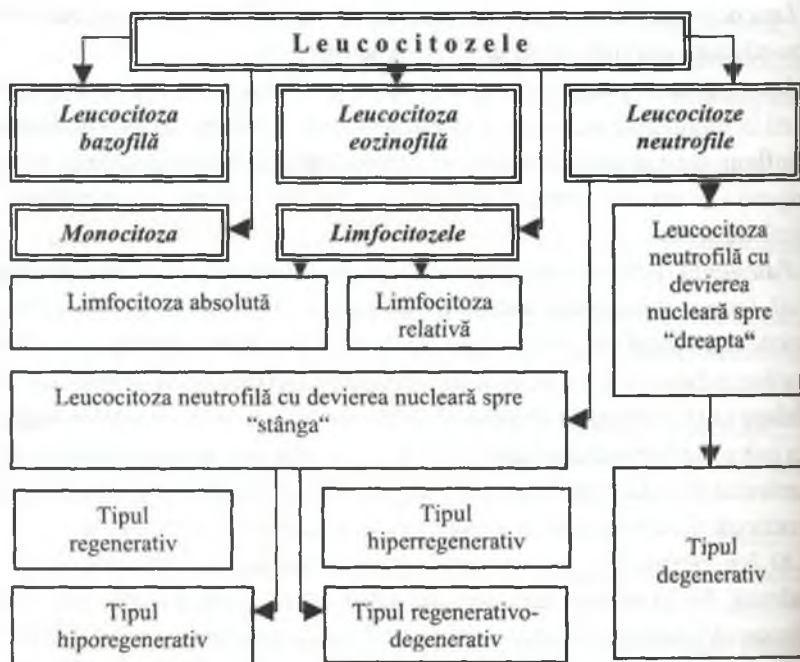 Leucocitozele
Leucocitoza
bazofilă
Leucocitoza
eozinofilă
Leucocitoze
neutrofile
Monocitoza
Limfocitozele
Leucocitoza
neutrofilă cu
devierea
nucleară spre
“dreapta“
Limfocitoza absolută
Limfocitoza
relativă
Leucocitoza neutrofilă cu devierea nucleară spre
“stânga“
Tipul
regenerativ
Tipul
hiperregenerativ
Tipul
degenerativ
Tipul
hiporegenerativ
Tipul regenerativo-
degenerativ